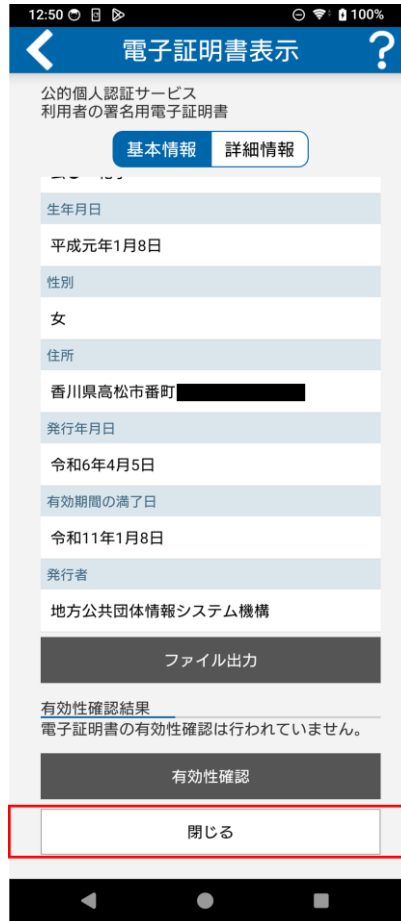 12:50
100%
電子証明書表示
?
公的個人認証サービス
利用者の署名用電子証明書
基本情報 詳細情報
生年月日
平成元年1月8日
性別
女
住所
香川県高松市番町
発行年月日
令和6年4月5日
有効期間の満了日
令和11年1月8日
発行者
地方公共団体情報システム機構
ファイル出力
有効性確認結果
電子証明書の有効性確認は行われていません。
有効性確認
閉じる